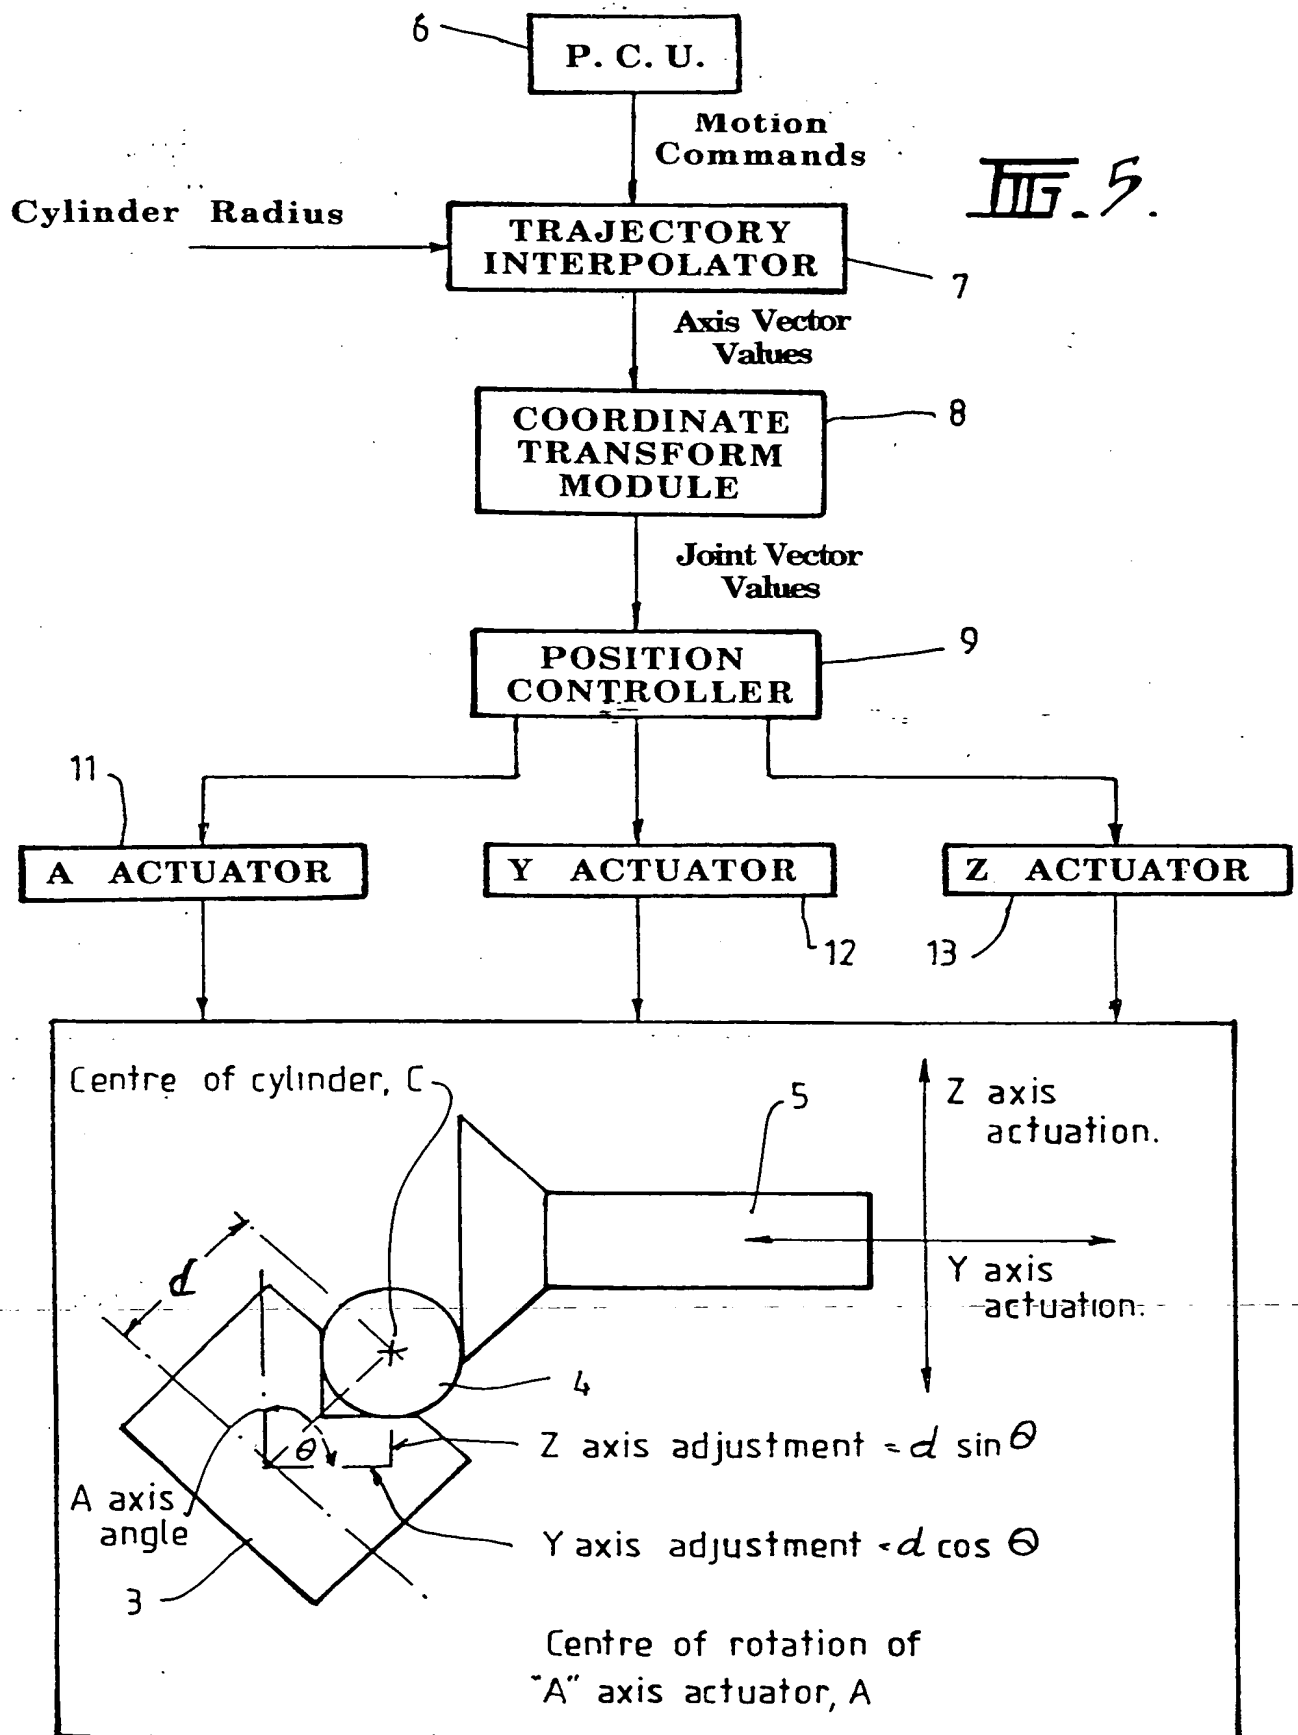 6
P. C. U.
Motion
Commands
FIG. 5.
Cylinder Radius
TRAJECTORY
INTERPOLATOR
7
Axis Vector
Values
COORDINATE
TRANSFORM
MODULE
8
Joint Vector
Values
POSITION
CONTROLLER
9
11
A ACTUATOR
Y ACTUATOR
Z ACTUATOR
12
13
Centre of cylinder, C
5
Z axis
actuation.
Y axis
actuation.
d
4
θ
Z axis adjustment = d sin θ
A axis
angle
Y axis adjustment = d cos θ
3
Centre of rotation of
"A" axis actuator, A